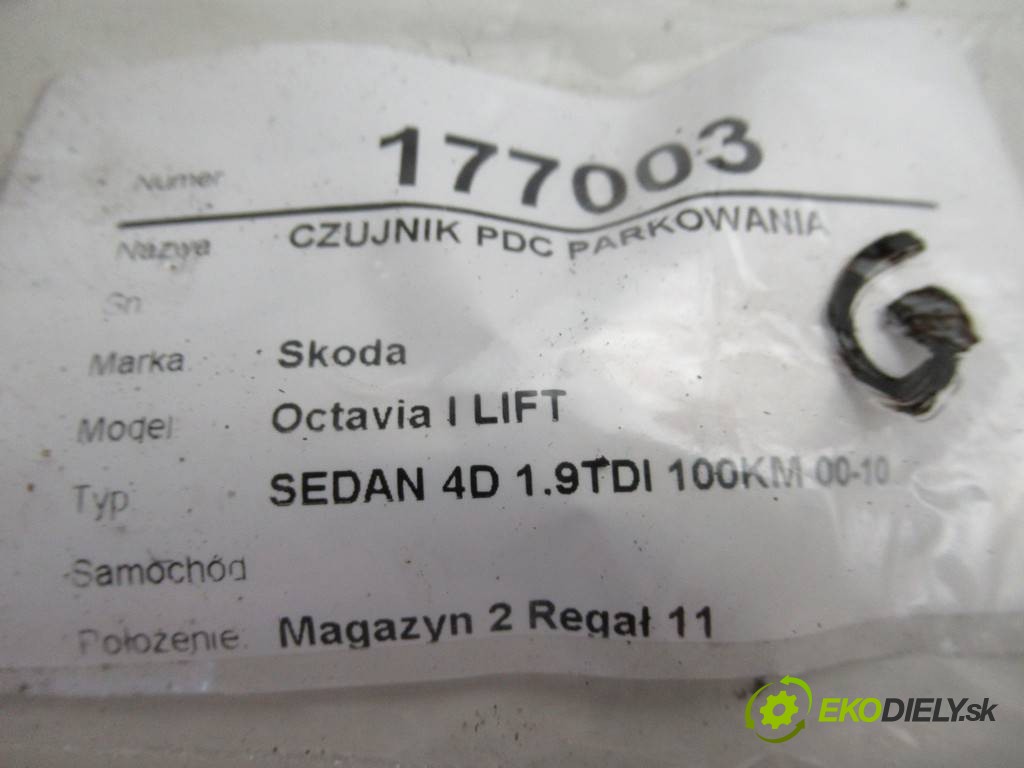 Numer 177003
Nazwa CZUJNIK PDC PARKOWANIA
Sn
G
Marka Skoda
Model Octavia I LIFT
Typ SEDAN 4D 1.9TDI 100KM 00-10
Samochód
Położenie Magazyn 2 Regał 11
EKODIELY.sk